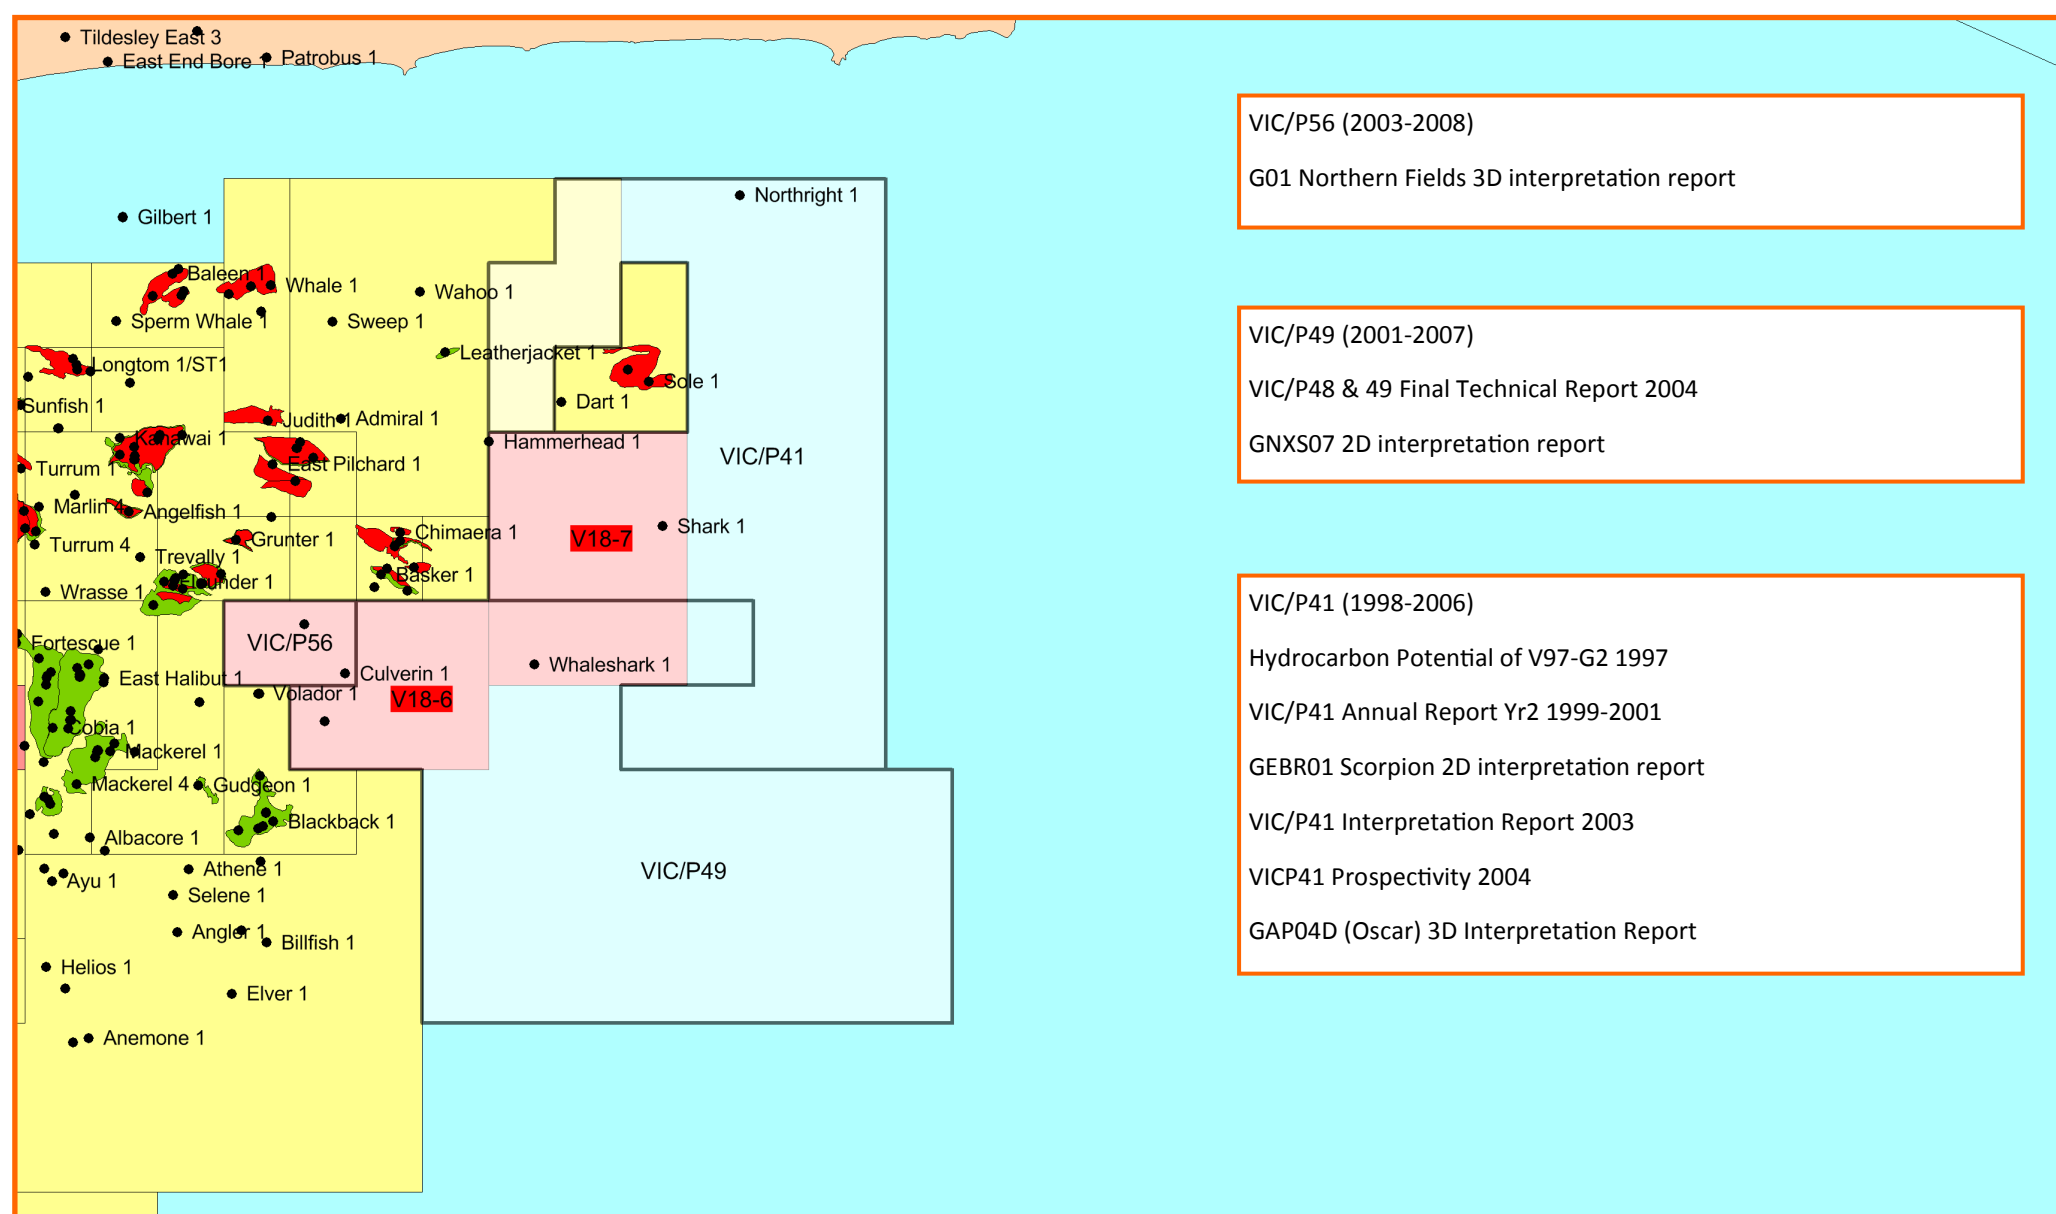 Tildesley East 3
East End Bore 1
Patrobus 1
Northright 1
Gilbert 1
Baleen 1
Whale 1
Wahoo 1
Sperm Whale 1
Sweep 1
Leatherjacket 1
Longtom 1/ST1
Sole 1
Sunfish 1
Dart 1
Judith 1
Admiral 1
Kahawai 1
Hammerhead 1
VIC/P41
Turrum 1
East Pilchard 1
Marlin 4
Angelfish 1
Shark 1
Chimaera 1
V18-7
Grunter 1
Turrum 4
Trevally 1
Basker 1
Flounder 1
Wrasse 1
Fortescue 1
VIC/P56
Whaleshark 1
Culverin 1
East Halibut 1
Volador 1
V18-6
Cobia 1
Mackerel 1
Mackerel 4
Gudgeon 1
Blackback 1
Albacore 1
Athene 1
VIC/P49
Ayu 1
Selene 1
Angler 1
Billfish 1
Helios 1
Elver 1
Anemone 1
VIC/P56 (2003-2008)
G01 Northern Fields 3D interpretation report
VIC/P49 (2001-2007)
VIC/P48 & 49 Final Technical Report 2004
GNXS07 2D interpretation report
VIC/P41 (1998-2006)
Hydrocarbon Potential of V97-G2 1997
VIC/P41 Annual Report Yr2 1999-2001
GEBR01 Scorpion 2D interpretation report
VIC/P41 Interpretation Report 2003
VICP41 Prospectivity 2004
GAP04D (Oscar) 3D Interpretation Report